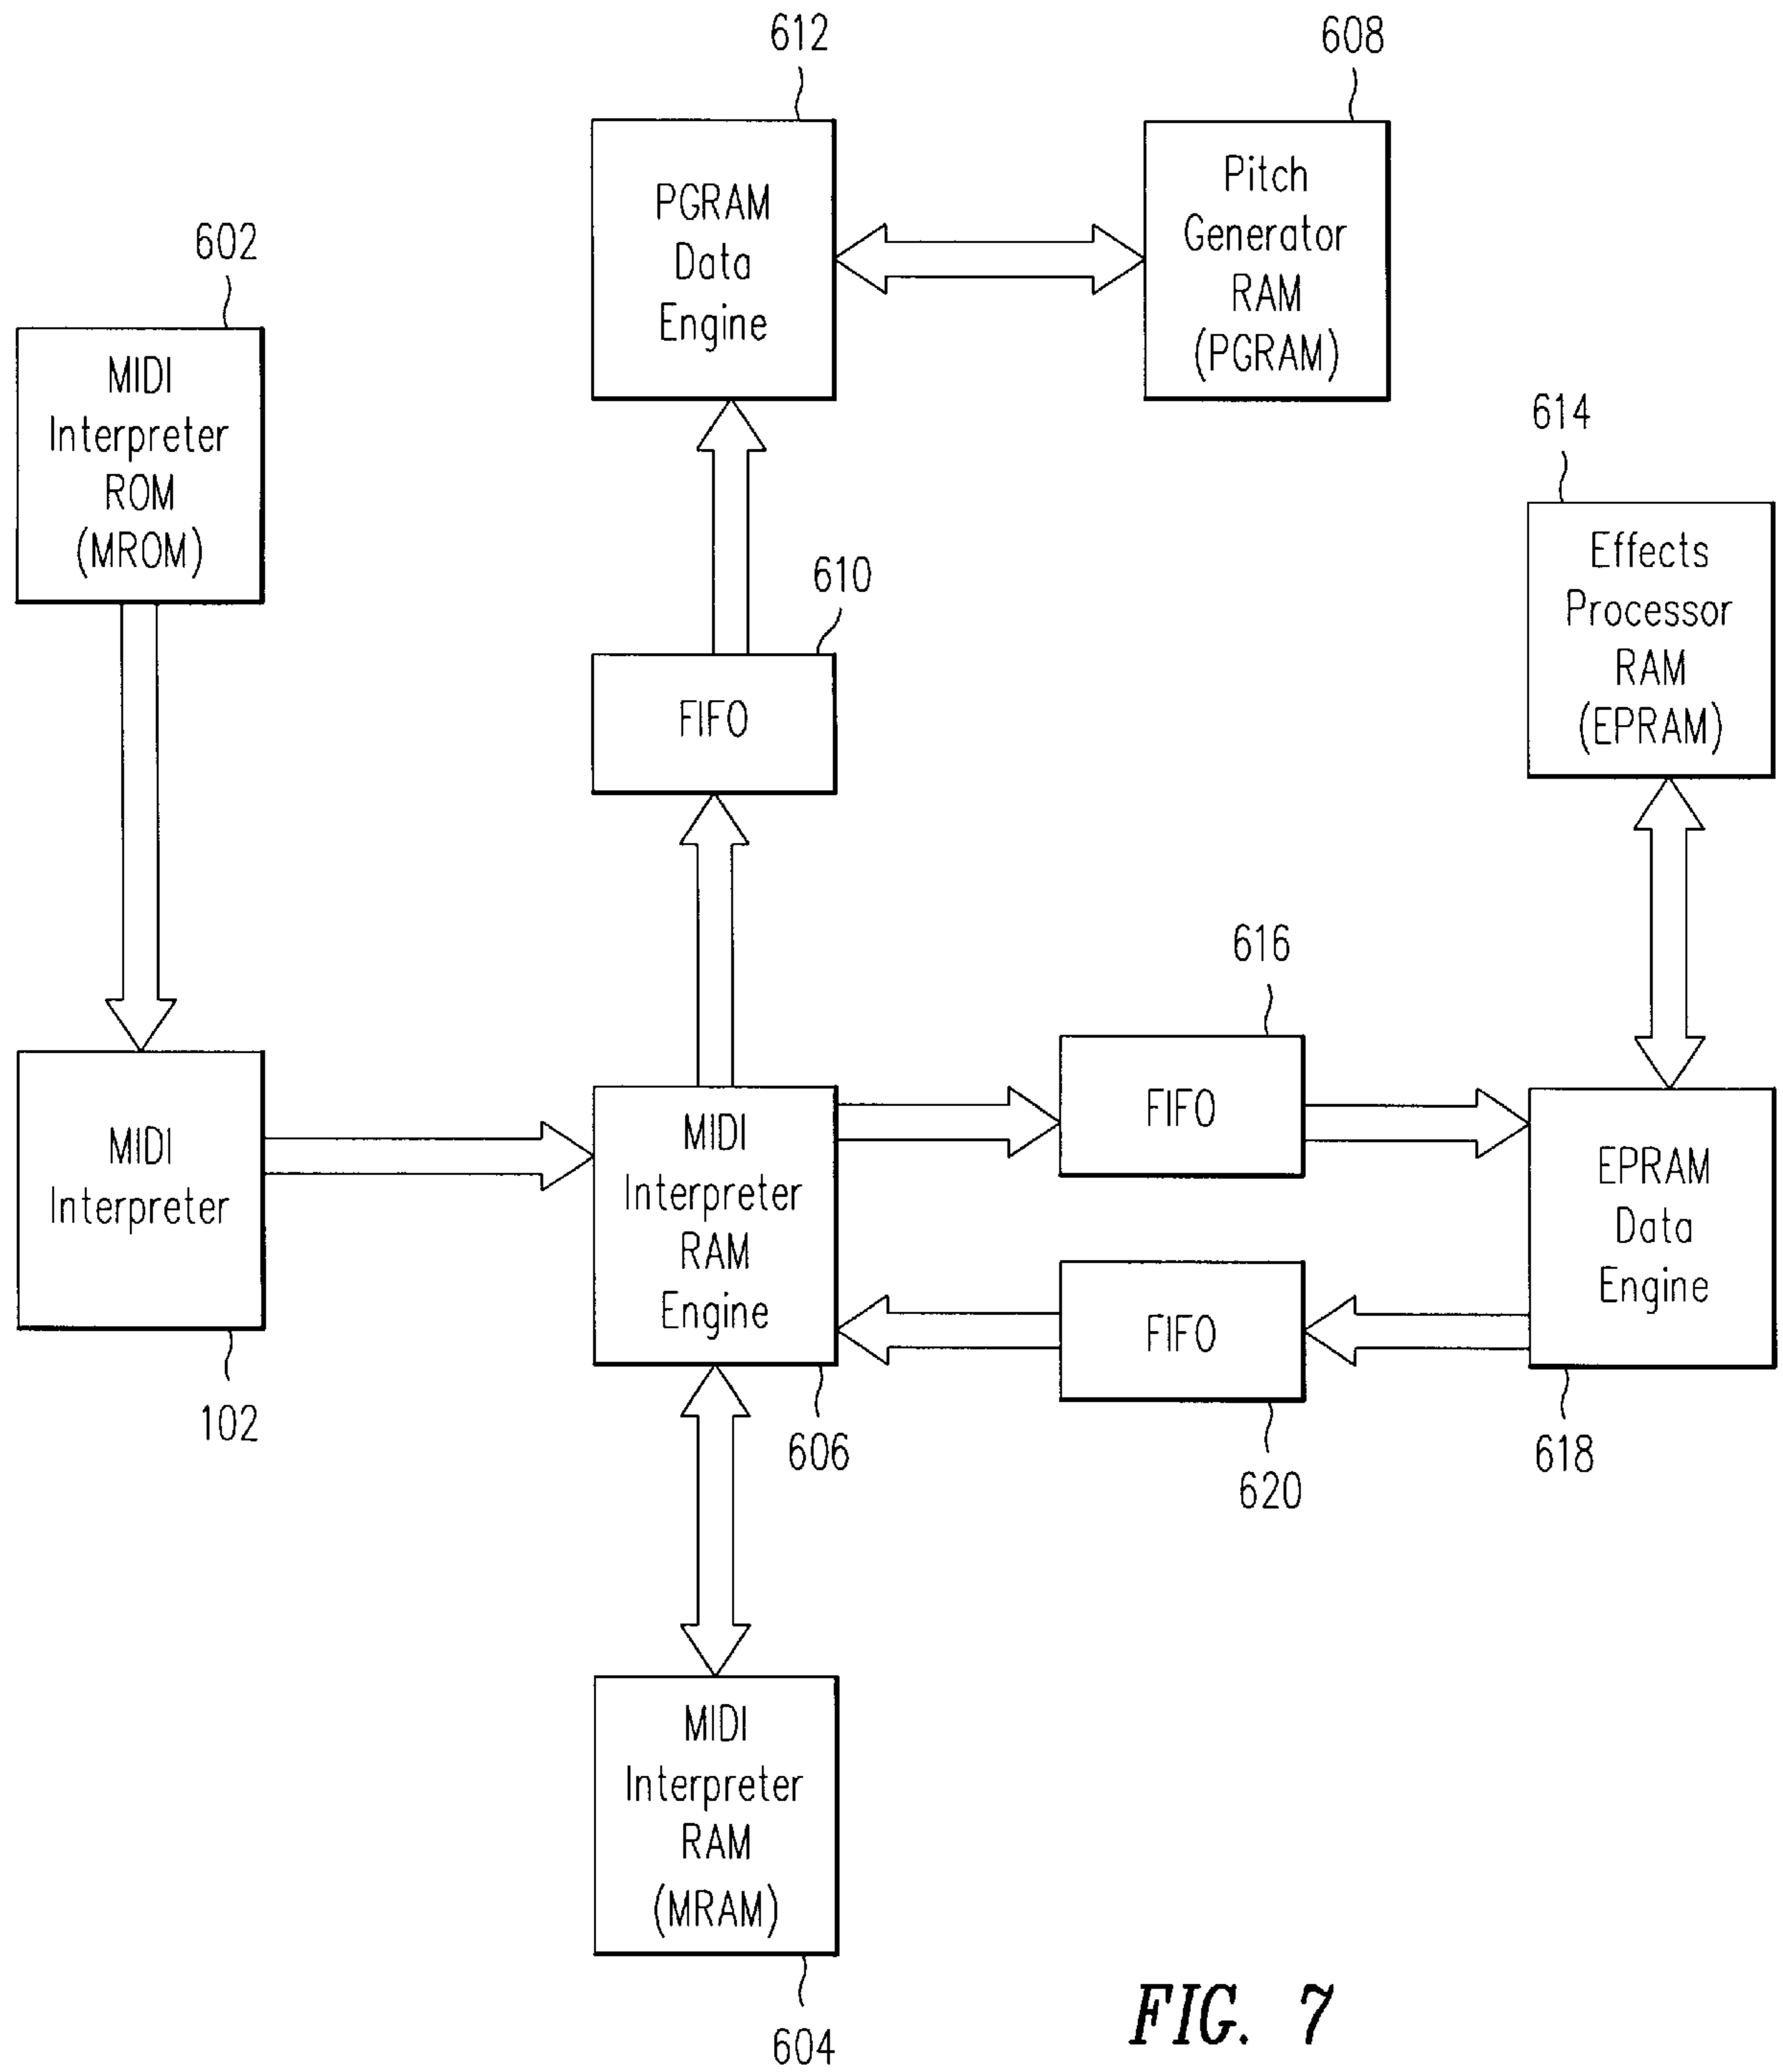 612
PGRAM
Data
Engine
608
Pitch
Generator
RAM
(PGRAM)
602
MIDI
Interpreter
ROM
(MROM)
614
Effects
Processor
RAM
(EPRAM)
610
FIFO
MIDI
Interpreter
102
MIDI
Interpreter
RAM
Engine
606
616
FIFO
FIFO
620
EPRAM
Data
Engine
618
MIDI
Interpreter
RAM
(MRAM)
604
FIG. 7